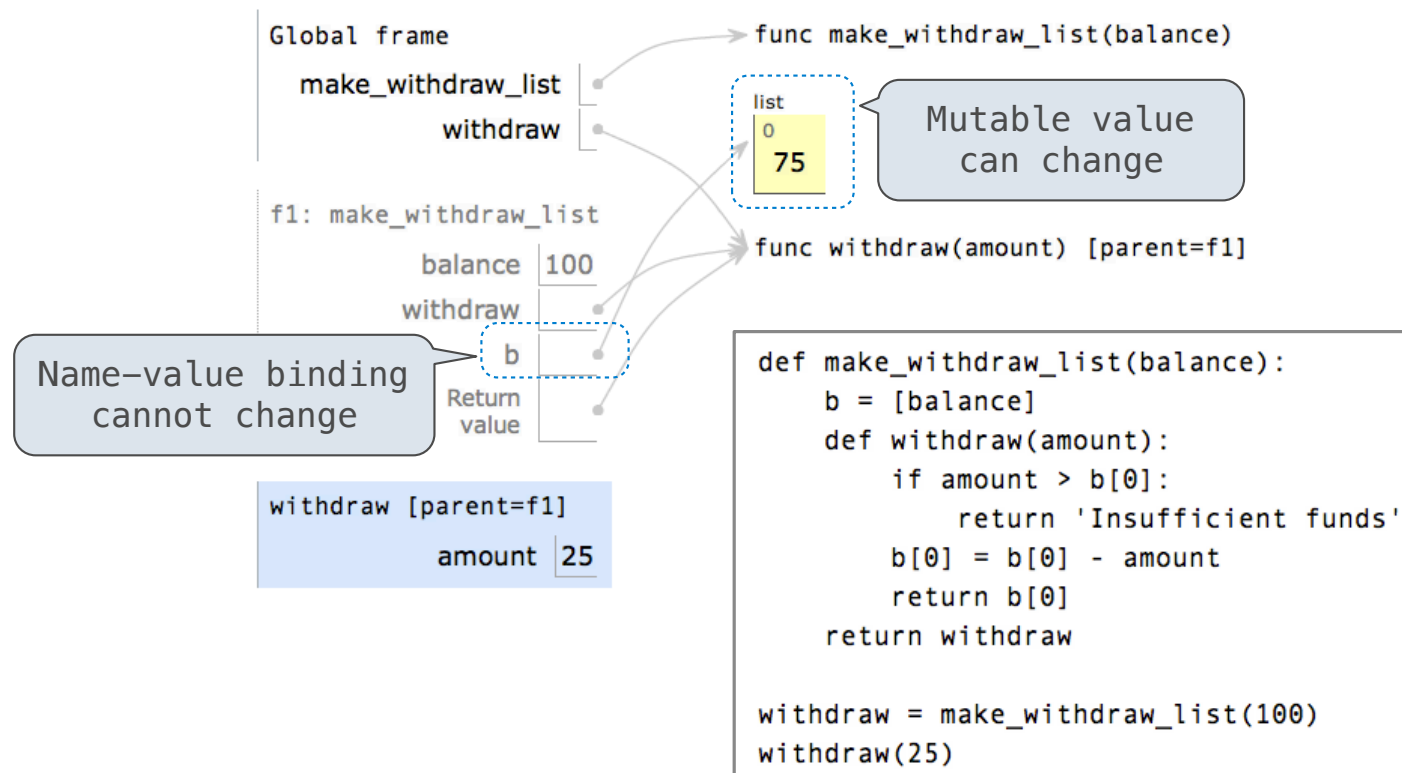 Global frame
make_withdraw_list
withdraw
func make_withdraw_list(balance)
list
0
75
Mutable value
can change
f1: make_withdraw_list
balance 100
withdraw
b
Return
value
func withdraw(amount) [parent=f1]
Name–value binding
cannot change
withdraw [parent=f1]
amount 25
def make_withdraw_list(balance):
    b = [balance]
    def withdraw(amount):
        if amount > b[0]:
            return 'Insufficient funds'
        b[0] = b[0] - amount
        return b[0]
    return withdraw
withdraw = make_withdraw_list(100)
withdraw(25)